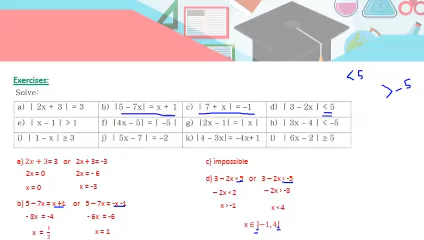 < 5
> - 5
Exercises:
Solve:
a) | 2x + 3 | = 3 b) |5 – 7x| = x + 1 c) | 7 + x | = –1 d) | 3 – 2x | < 5
e) | x – 1 | > 1 f) |4x – 5| = | –5 | g) |2x – 1| = | x | h) |3x – 4 | < –5
i) | 1 – x | ≥ 3 j) |5x – 7 | = –2 k) |4 – 3x| = –4x+ 1 l) | 6x – 2 | ≥ 5
a) 2x + 3= 3 or 2x + 3= -3
2x = 0 2x = - 6
x = 0 x = -3
b) 5 – 7x = x +1 or 5 – 7x = -x -1
- 8x = -4 -6x = -6
x = 1/2 x = 1
c) impossible
d) 3 – 2x < 5 or 3 – 2x > -5
– 2x < 2 – 2x > -8
x > -1 x < 4
x ∈ ]−1, 4[